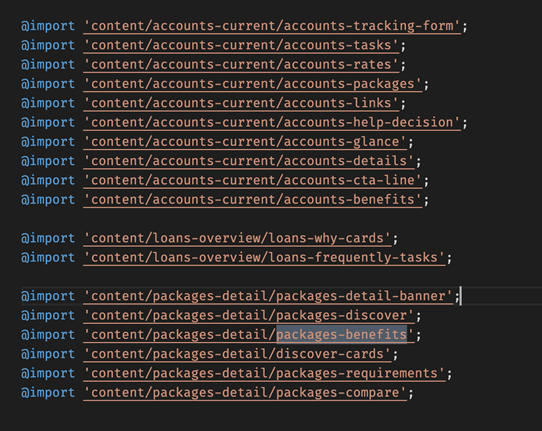 @import 'content/accounts-current/accounts-tracking-form';
@import 'content/accounts-current/accounts-tasks';
@import 'content/accounts-current/accounts-rates';
@import 'content/accounts-current/accounts-packages';
@import 'content/accounts-current/accounts-links';
@import 'content/accounts-current/accounts-help-decision';
@import 'content/accounts-current/accounts-glance';
@import 'content/accounts-current/accounts-details';
@import 'content/accounts-current/accounts-cta-line';
@import 'content/accounts-current/accounts-benefits';
@import 'content/loans-overview/loans-why-cards';
@import 'content/loans-overview/loans-frequently-tasks';
@import 'content/packages-detail/packages-detail-banner';
@import 'content/packages-detail/packages-discover';
@import 'content/packages-detail/packages-benefits';
@import 'content/packages-detail/discover-cards';
@import 'content/packages-detail/packages-requirements';
@import 'content/packages-detail/packages-compare';